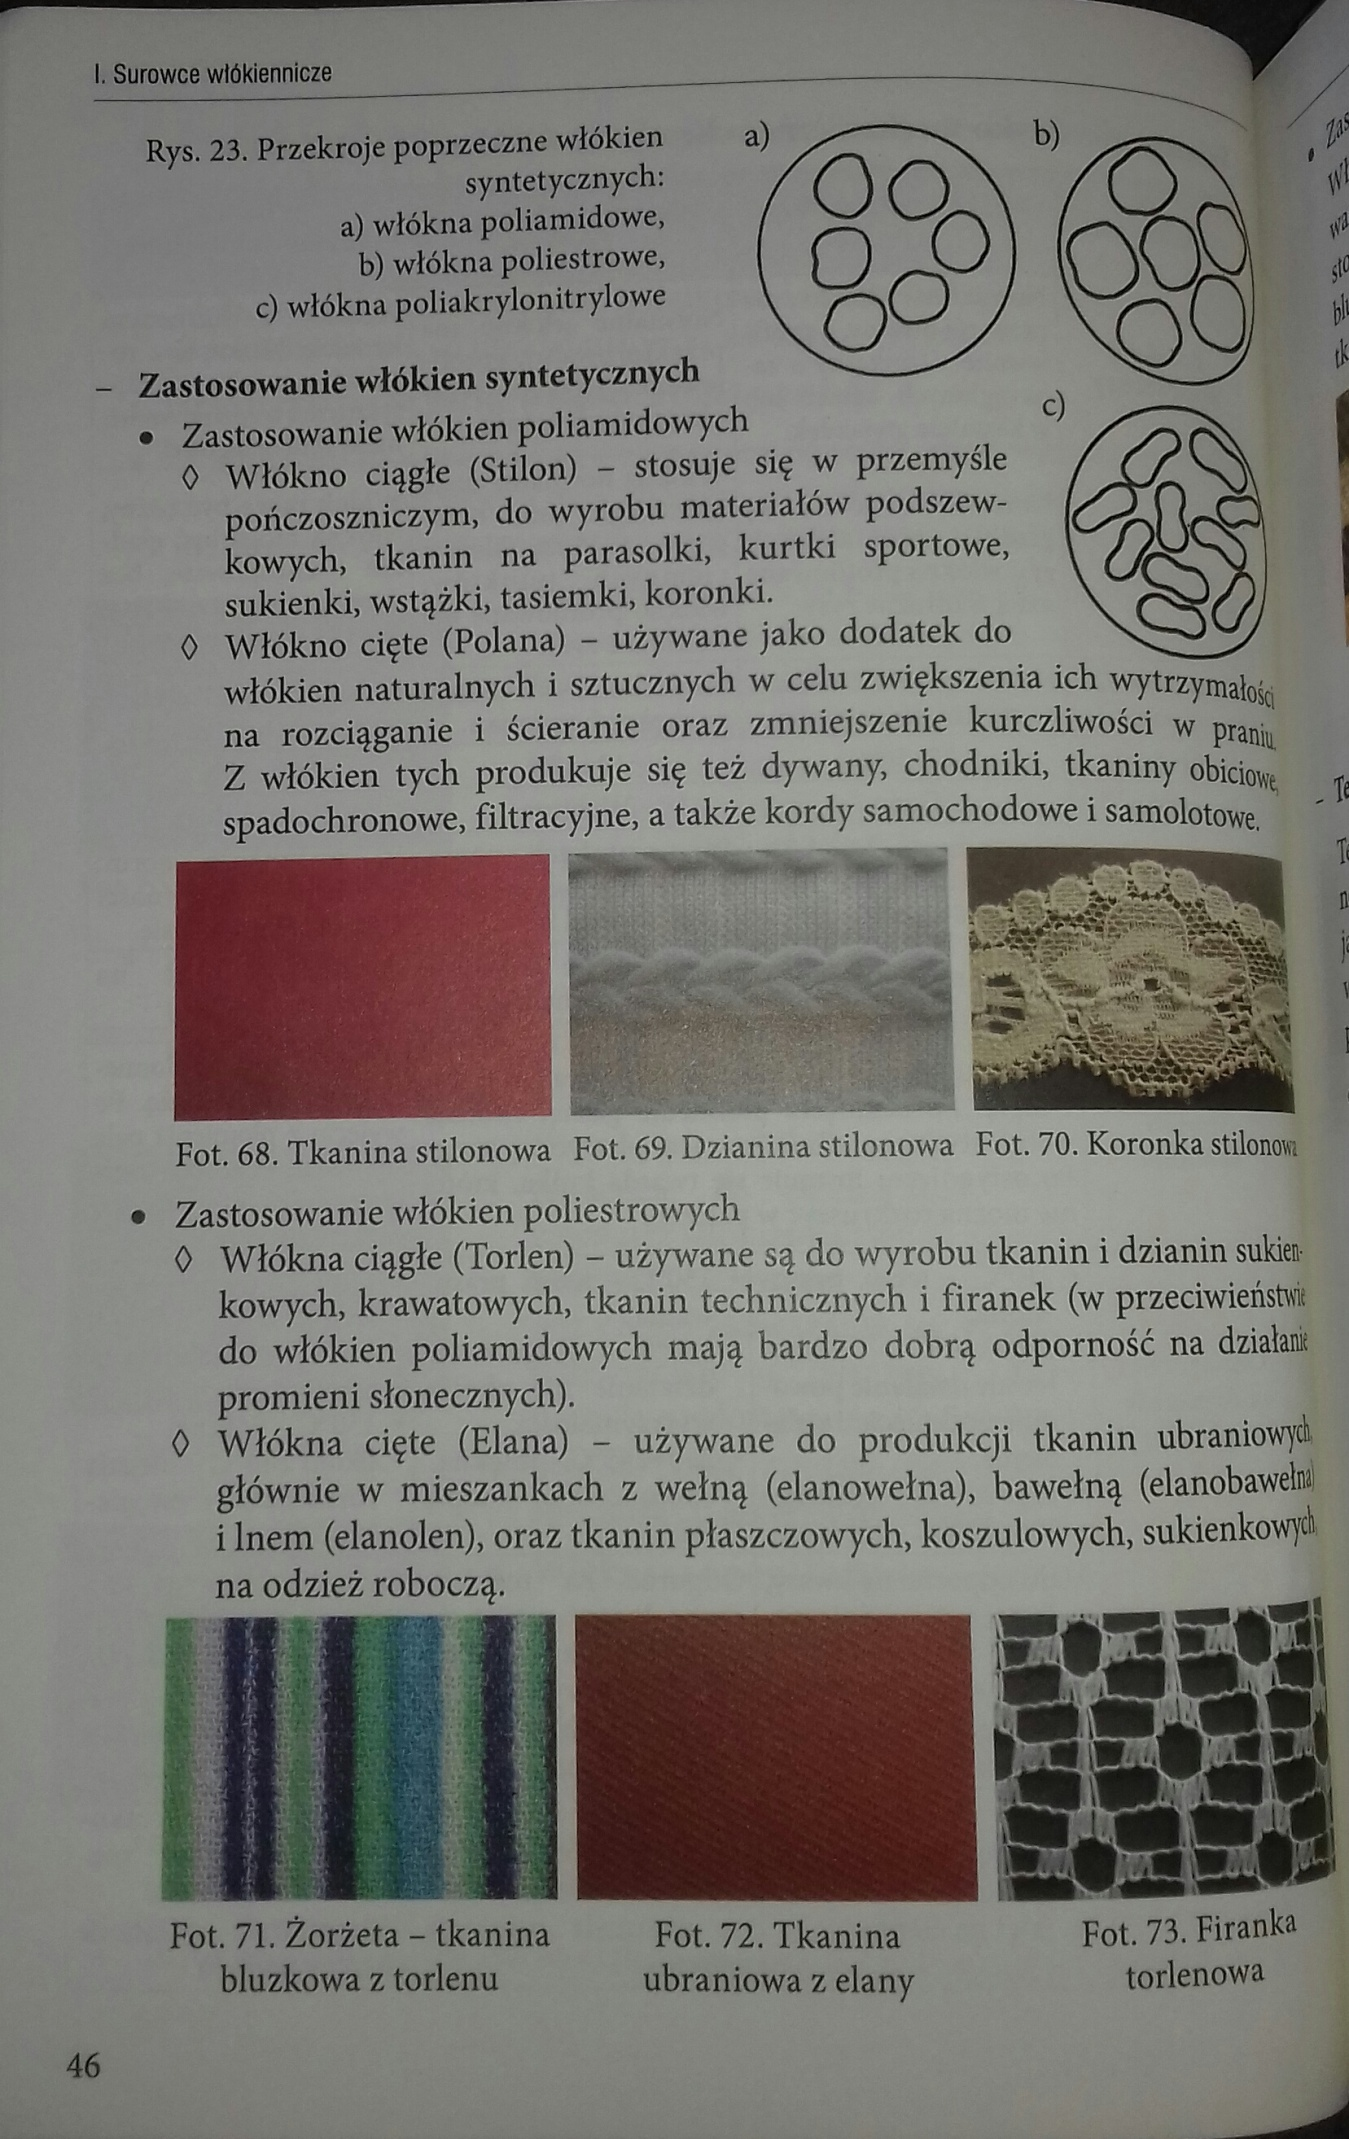 I. Surowce włókiennicze
Rys. 23. Przekroje poprzeczne włókien
syntetycznych:
a) włókna poliamidowe,
b) włókna poliestrowe,
c) włókna poliakrylonitrylowe
a)
b)
c)
– Zastosowanie włókien syntetycznych
• Zastosowanie włókien poliamidowych
◊ Włókno ciągłe (Stilon) – stosuje się w przemyśle
pończoszniczym, do wyrobu materiałów podszew-
kowych, tkanin na parasolki, kurtki sportowe,
sukienki, wstążki, tasiemki, koronki.
◊ Włókno cięte (Polana) – używane jako dodatek do
włókien naturalnych i sztucznych w celu zwiększenia ich wytrzymałości
na rozciąganie i ścieranie oraz zmniejszenie kurczliwości w praniu.
Z włókien tych produkuje się też dywany, chodniki, tkaniny obiciowe,
spadochronowe, filtracyjne, a także kordy samochodowe i samolotowe.
Fot. 68. Tkanina stilonowa
Fot. 69. Dzianina stilonowa
Fot. 70. Koronka stilonowa
• Zastosowanie włókien poliestrowych
◊ Włókna ciągłe (Torlen) – używane są do wyrobu tkanin i dzianin sukien-
kowych, krawatowych, tkanin technicznych i firanek (w przeciwieństwie
do włókien poliamidowych mają bardzo dobrą odporność na działanie
promieni słonecznych).
◊ Włókna cięte (Elana) – używane do produkcji tkanin ubraniowych,
głównie w mieszankach z wełną (elanowełna), bawełną (elanobawełna)
i lnem (elanolen), oraz tkanin płaszczowych, koszulowych, sukienkowych,
na odzież roboczą.
Fot. 71. Żorżeta – tkanina
bluzkowa z torlenu
Fot. 72. Tkanina
ubraniowa z elany
Fot. 73. Firanka
torlenowa
46